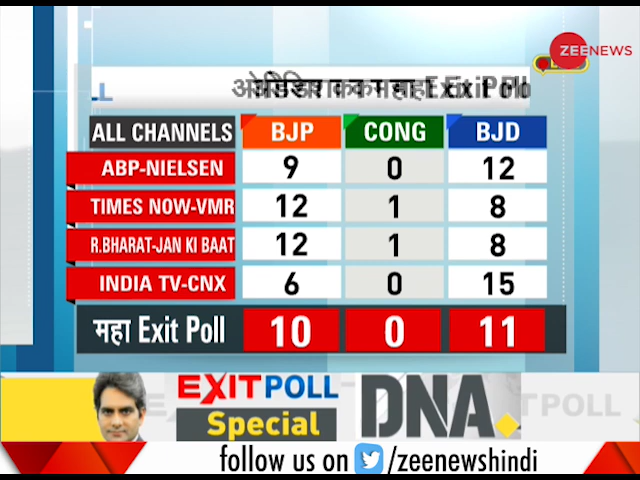 ZEE NEWS
Exit Poll
ALL CHANNELS BJP CONG BJD
ABP-NIELSEN 9 0 12
TIMES NOW-VMR 12 1 8
R.BHARAT-JAN KI BAAT 12 1 8
INDIA TV-CNX 6 0 15
महा Exit Poll 10 0 11
EXIT POLL
Special
DNA
POLL
follow us on /zeenewshindi